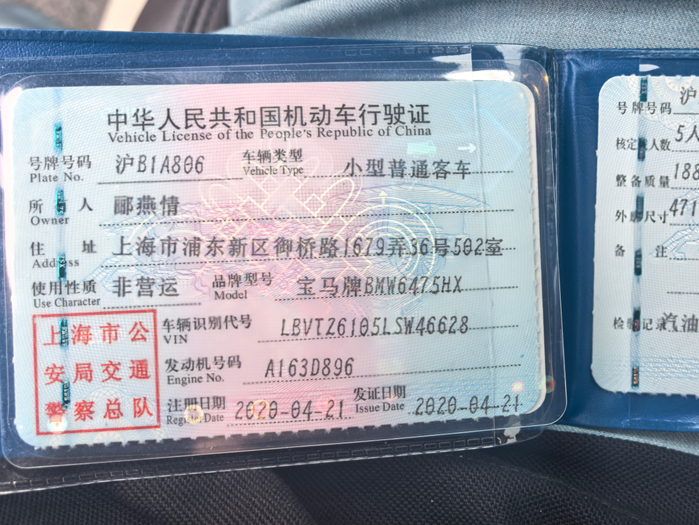 中华人民共和国机动车行驶证
Vehicle License of the People's Republic of China
号牌号码 沪B1A806 车辆类型 小型普通客车
Plate No. Vehicle Type
所 有 人 郦燕情
Owner
住 址 上海市浦东新区御桥路1679弄36号502室
Address
使用性质 非营运 品牌型号 宝马牌BMW6475HX
Use Character Model
上海市公
安局交通
警察总队
车辆识别代号 LBVTZ6105LSW46628
VIN
发动机号码 A163D896
Engine No.
注册日期 2020-04-21 发证日期 2020-04-21
Register Date Issue Date
号牌号码 沪
核定载人数 5人
整备质量 188
外廓尺寸 471
备 注
检验记录 汽油